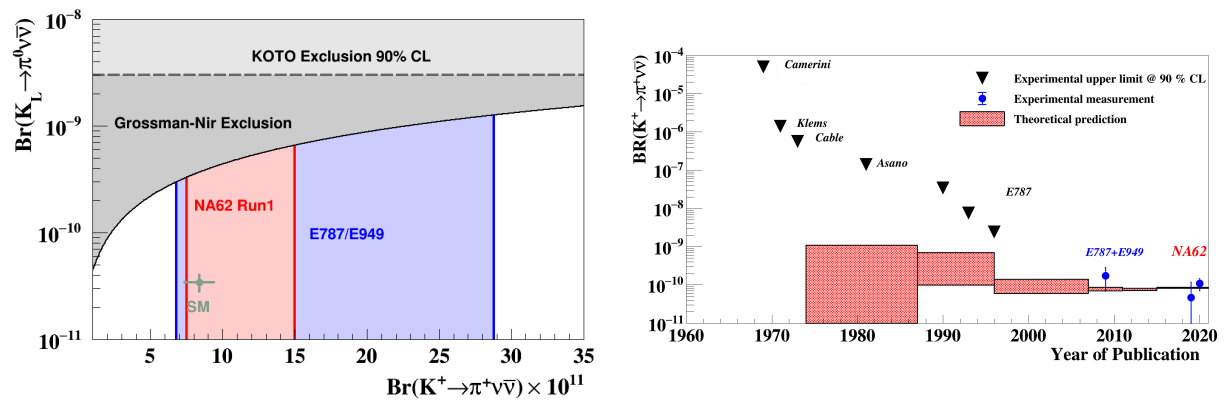 Br(K_L→π⁰νν̅)
10⁻⁸
10⁻⁹
10⁻¹⁰
10⁻¹¹
KOTO Exclusion 90% CL
Grossman-Nir Exclusion
NA62 Run1
E787/E949
SM
5 10 15 20 25 30 35
Br(K⁺→π⁺νν̅) × 10¹¹
BR(K⁺→π⁺νν̅)
10⁻⁴
10⁻⁵
10⁻⁶
10⁻⁷
10⁻⁸
10⁻⁹
10⁻¹⁰
10⁻¹¹
Camerini
Klems
Cable
Asano
E787
E787+E949
NA62
Experimental upper limit @ 90 % CL
Experimental measurement
Theoretical prediction
1960 1970 1980 1990 2000 2010 2020
Year of Publication